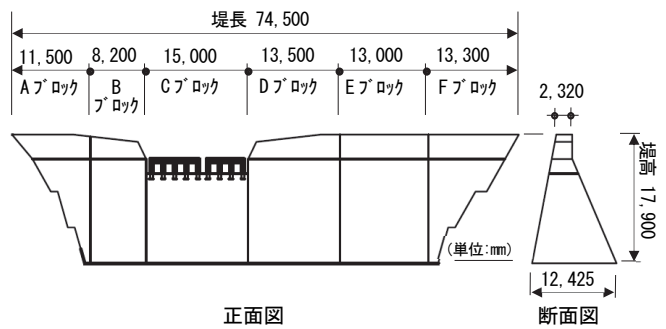 堤長 74,500
11,500 8,200 15,000 13,500 13,000 13,300
Aブロック B ブロック Cブロック Dブロック Eブロック Fブロック
2,320
堤高 17,900
(単位:mm)
12,425
正面図 断面図